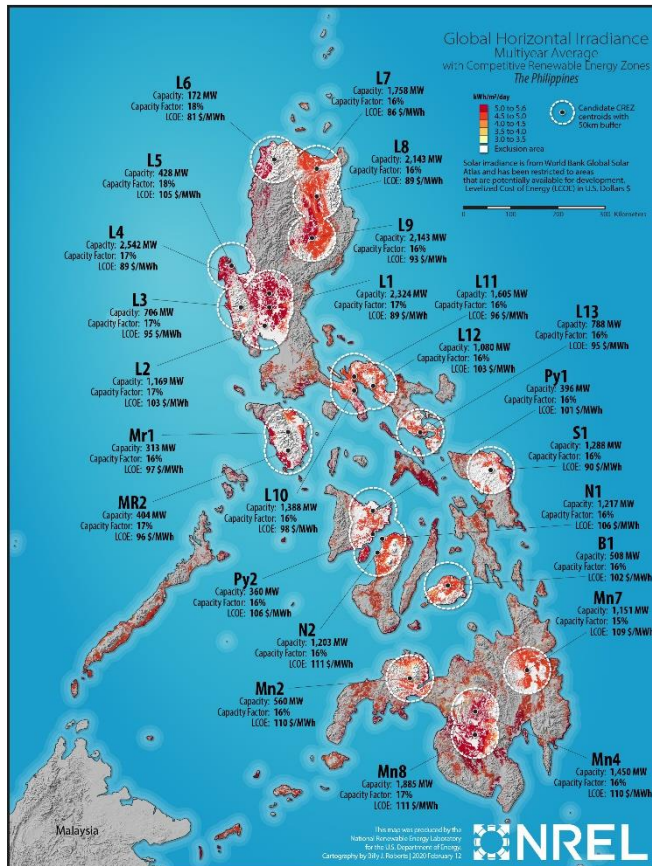 Global Horizontal Irradiance
Multiyear Average
with Competitive Renewable Energy Zones
The Philippines
kWh/m²/day
5.0 to 5.6
4.5 to 5.0
4.0 to 4.5
3.5 to 4.0
3.0 to 3.5
Exclusion area
Candidate CREZ
centroids with
50km buffer
Solar irradiance is from World Bank Global Solar
Atlas and has been restricted to areas
that are potentially available for development.
Levelized Cost of Energy (LCOE) in U.S. Dollars $
100
0
100
200
300 Kilometers
L6
Capacity: 172 MW
Capacity Factor: 18%
LCOE: 81 $/MWh
L7
Capacity: 1,758 MW
Capacity Factor: 16%
LCOE: 86 $/MWh
L5
Capacity: 428 MW
Capacity Factor: 18%
LCOE: 105 $/MWh
L8
Capacity: 2,143 MW
Capacity Factor: 16%
LCOE: 89 $/MWh
L4
Capacity: 2,542 MW
Capacity Factor: 17%
LCOE: 89 $/MWh
L9
Capacity: 2,143 MW
Capacity Factor: 16%
LCOE: 93 $/MWh
L3
Capacity: 706 MW
Capacity Factor: 17%
LCOE: 95 $/MWh
L1
Capacity: 2,324 MW
Capacity Factor: 17%
LCOE: 89 $/MWh
L11
Capacity: 1,605 MW
Capacity Factor: 16%
LCOE: 96 $/MWh
L13
Capacity: 788 MW
Capacity Factor: 16%
LCOE: 95 $/MWh
L12
Capacity: 1,080 MW
Capacity Factor: 16%
LCOE: 103 $/MWh
L2
Capacity: 1,169 MW
Capacity Factor: 17%
LCOE: 103 $/MWh
Py1
Capacity: 396 MW
Capacity Factor: 16%
LCOE: 101 $/MWh
Mr1
Capacity: 313 MW
Capacity Factor: 16%
LCOE: 97 $/MWh
S1
Capacity: 1,288 MW
Capacity Factor: 16%
LCOE: 90 $/MWh
MR2
Capacity: 404 MW
Capacity Factor: 17%
LCOE: 96 $/MWh
L10
Capacity: 1,388 MW
Capacity Factor: 16%
LCOE: 98 $/MWh
N1
Capacity: 1,217 MW
Capacity Factor: 16%
LCOE: 106 $/MWh
B1
Capacity: 508 MW
Capacity Factor: 16%
LCOE: 102 $/MWh
Py2
Capacity: 360 MW
Capacity Factor: 16%
LCOE: 106 $/MWh
Mn7
Capacity: 1,151 MW
Capacity Factor: 15%
LCOE: 109 $/MWh
N2
Capacity: 1,203 MW
Capacity Factor: 16%
LCOE: 111 $/MWh
Mn2
Capacity: 560 MW
Capacity Factor: 16%
LCOE: 110 $/MWh
Mn8
Capacity: 1,885 MW
Capacity Factor: 17%
LCOE: 111 $/MWh
Mn4
Capacity: 1,450 MW
Capacity Factor: 16%
LCOE: 110 $/MWh
Malaysia
This map was produced by the
National Renewable Energy Laboratory
for the U.S. Department of Energy.
Cartography by Billy J. Roberts | 2020 February 12
NREL